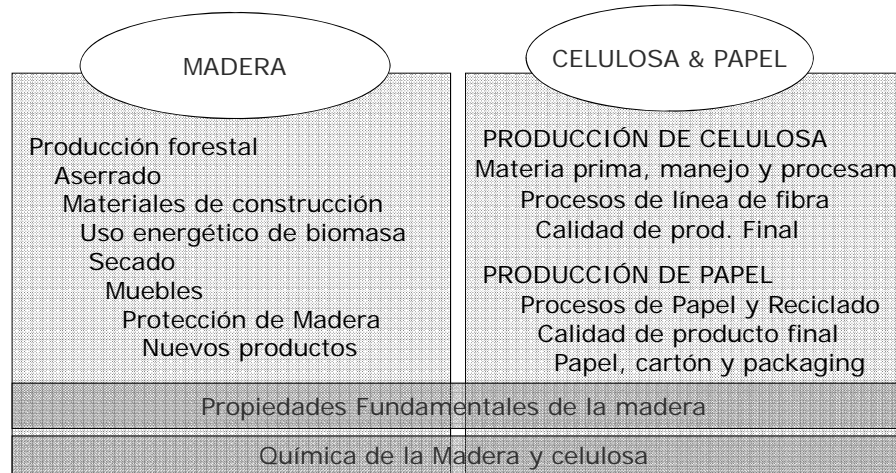 MADERA
Producción forestal
Aserrado
Materiales de construcción
Uso energético de biomasa
Secado
Muebles
Protección de Madera
Nuevos productos
CELULOSA & PAPEL
PRODUCCIÓN DE CELULOSA
Materia prima, manejo y procesam
Procesos de línea de fibra
Calidad de prod. Final
PRODUCCIÓN DE PAPEL
Procesos de Papel y Reciclado
Calidad de producto final
Papel, cartón y packaging
Propiedades Fundamentales de la madera
Química de la Madera y celulosa